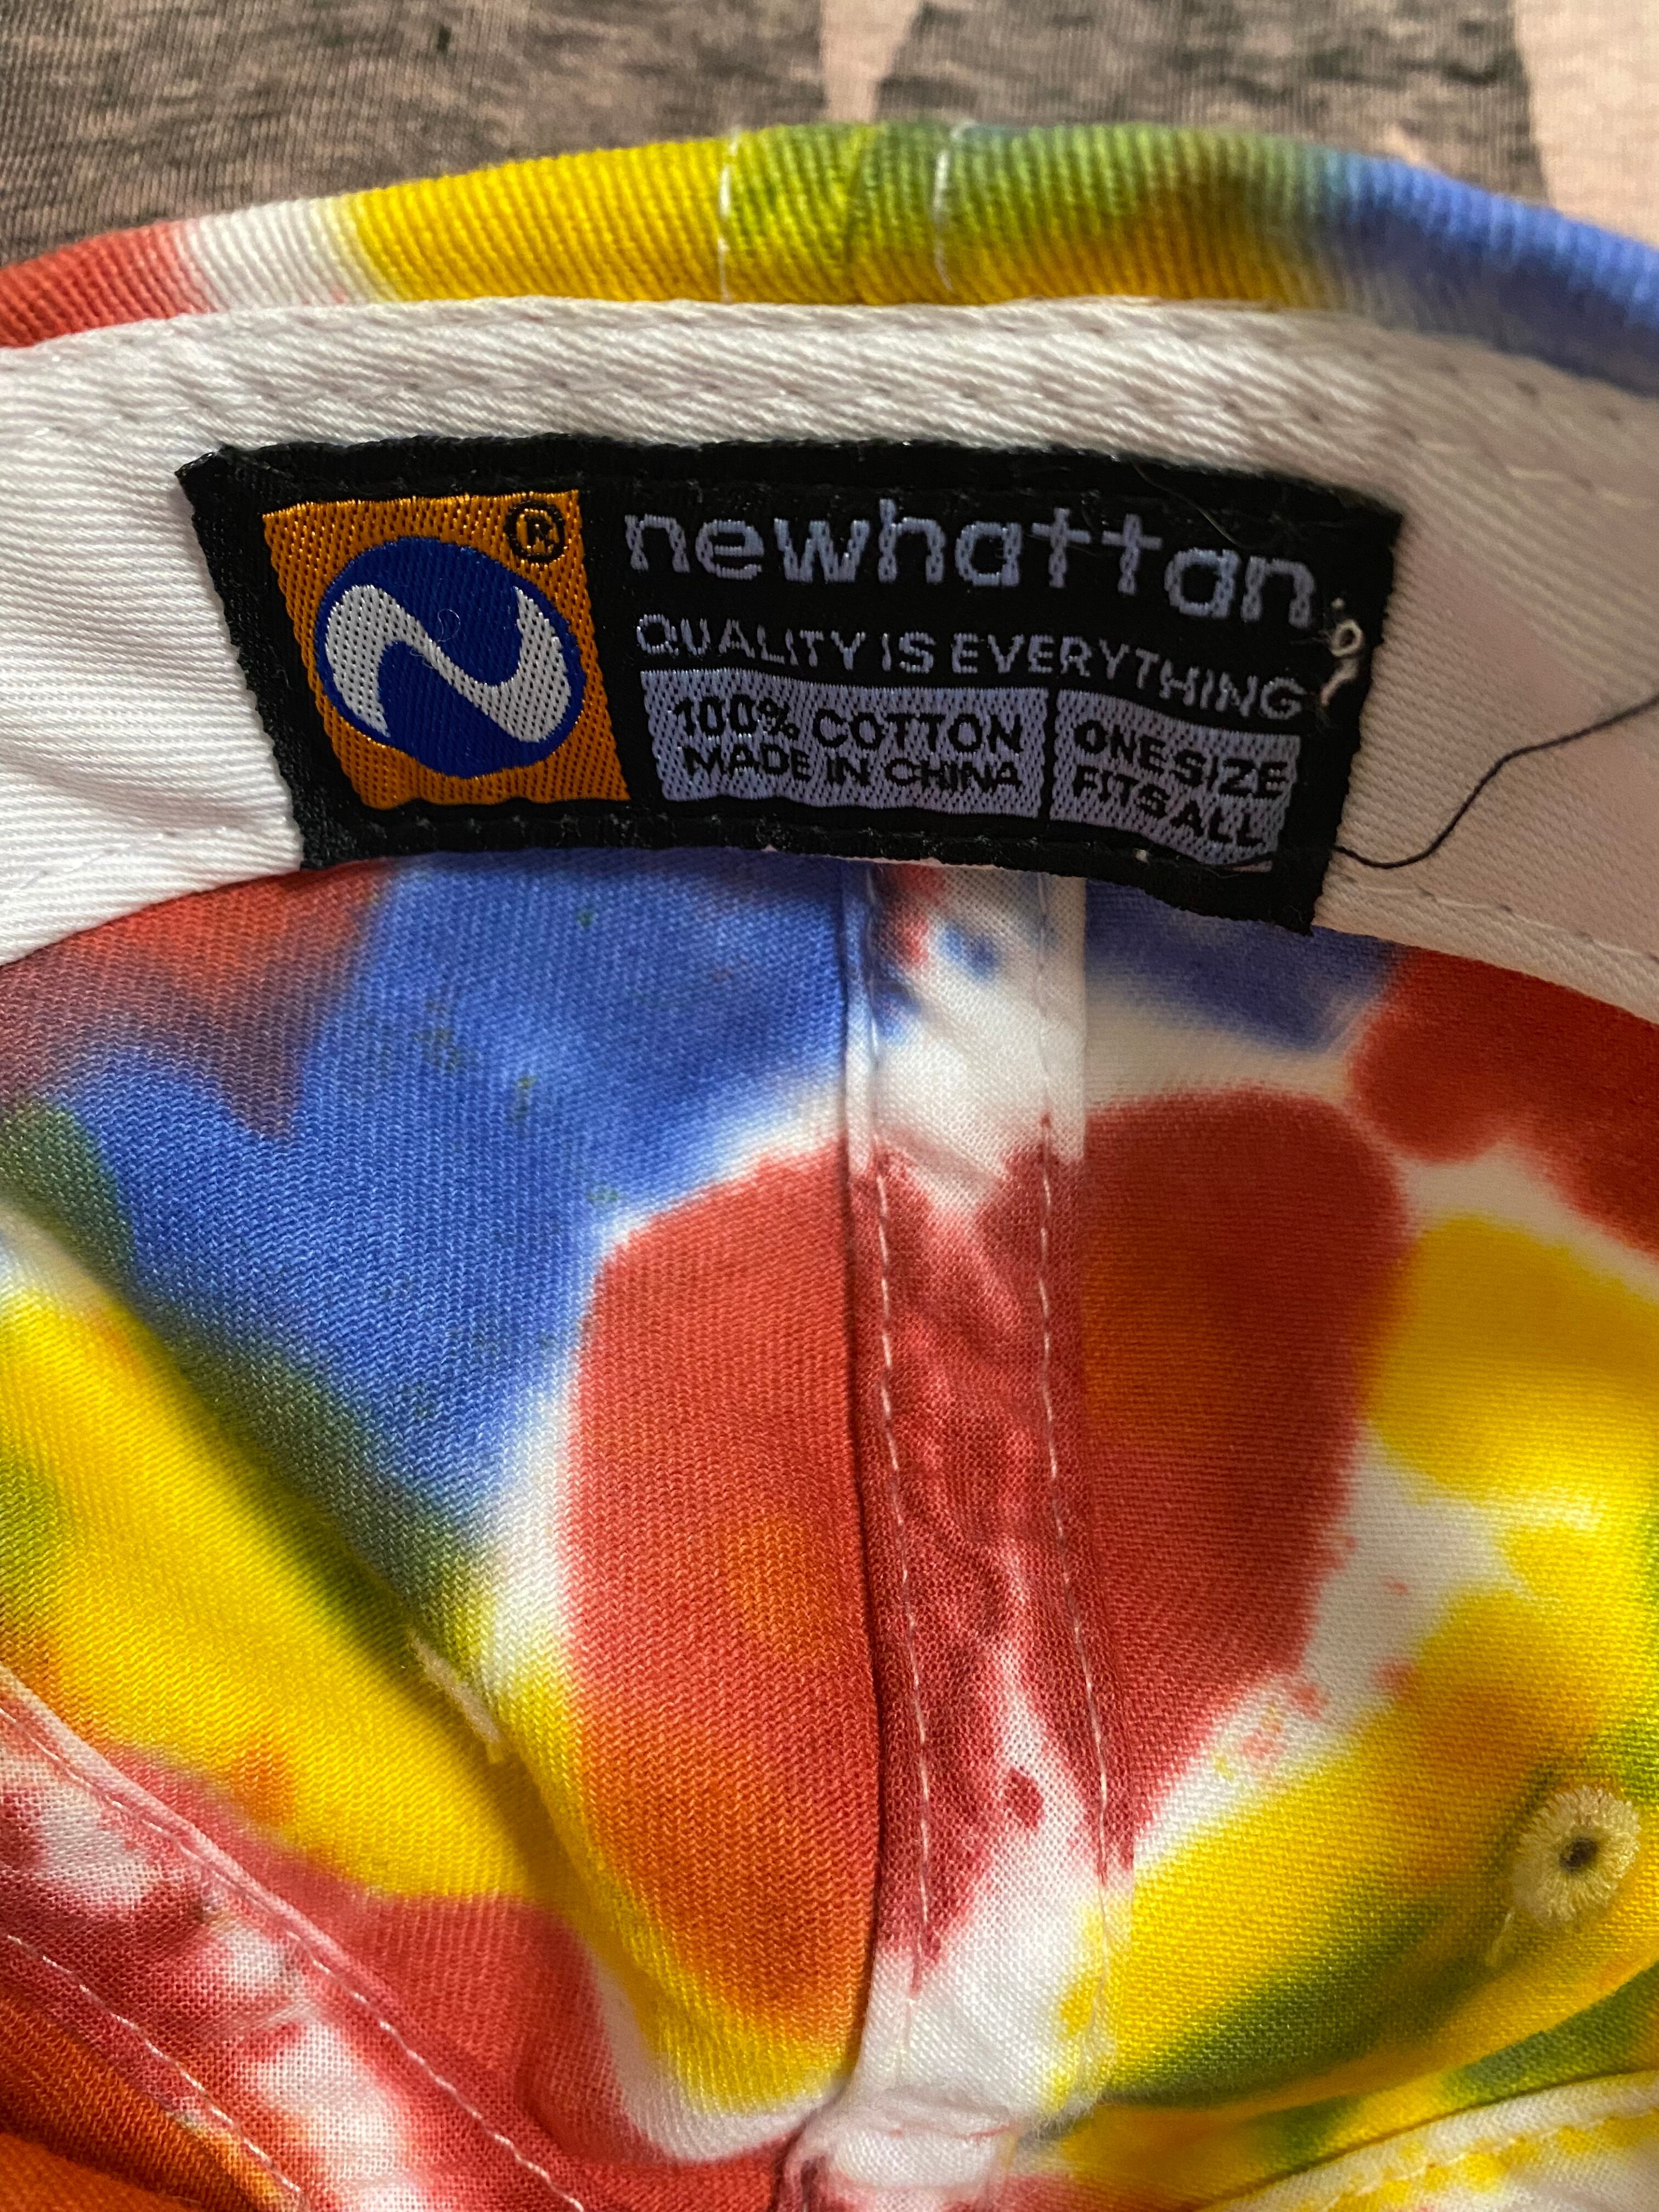 ®
newhattan
QUALITY IS EVERYTHING
100% COTTON
MADE IN CHINA
ONE SIZE
FITS ALL